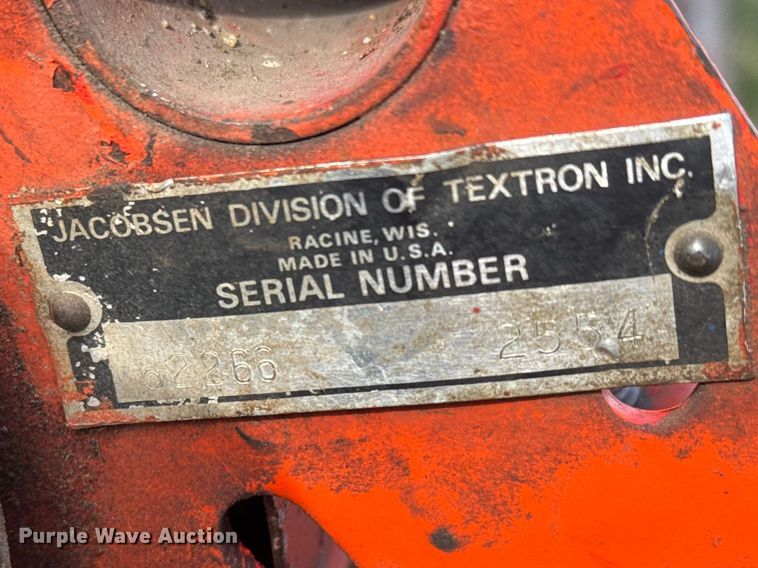 JACOBSEN DIVISION OF TEXTRON INC.
RACINE, WIS.
MADE IN U.S.A.
SERIAL NUMBER
62266 2554
Purple Wave Auction